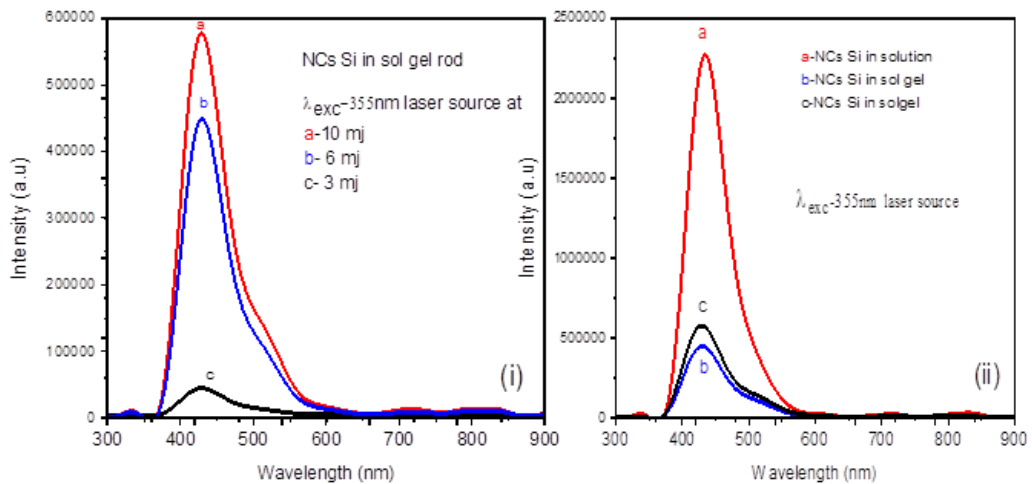 600000
500000
400000
300000
200000
100000
0
300 400 500 600 700 800 900
Intensity (a.u)
Wavelength (nm)
a
b
c
NCs Si in sol gel rod
λexc-355nm laser source at
a-10 mj
b- 6 mj
c- 3 mj
(i)
2500000
2000000
1500000
1000000
500000
0
300 400 500 600 700 800 900
Intensity (a.u)
Wavelength (nm)
a
c
b
a-NCs Si in solution
b-NCs Si in sol gel
c-NCs Si in solgel
λexc-355nm laser source
(ii)